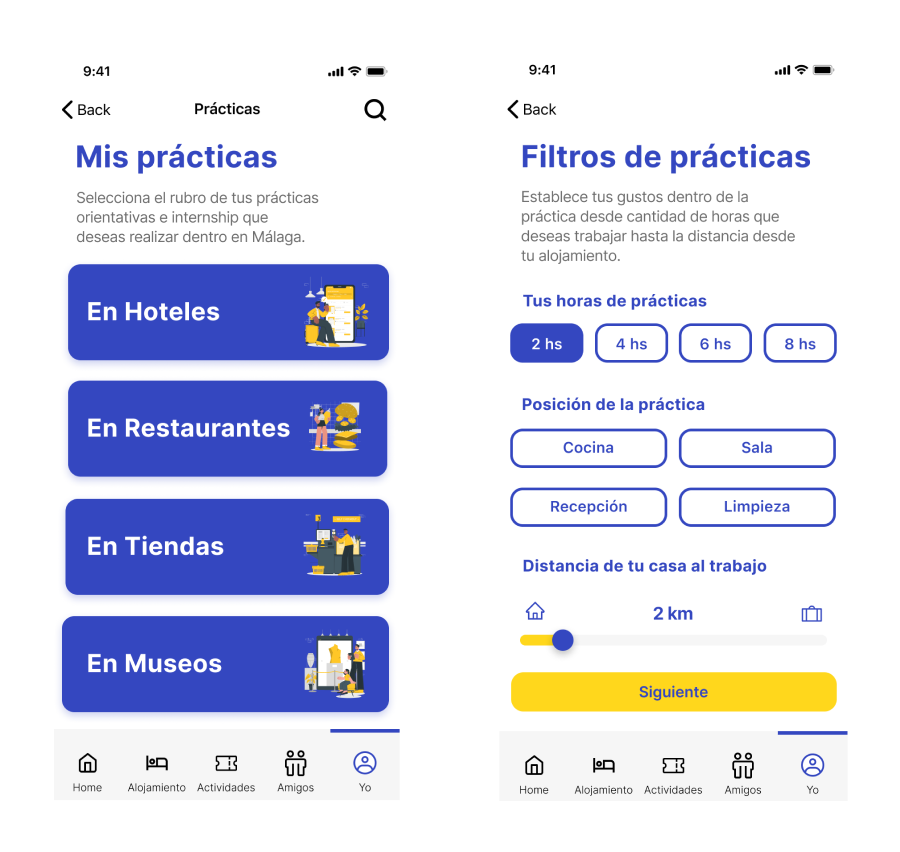 9:41
Back
Prácticas
Mis prácticas
Selecciona el rubro de tus prácticas
orientativas e internship que
deseas realizar dentro en Málaga.
En Hoteles
En Restaurantes
En Tiendas
En Museos
Home
Alojamiento
Actividades
Amigos
Yo
9:41
Back
Filtros de prácticas
Establece tus gustos dentro de la
práctica desde cantidad de horas que
deseas trabajar hasta la distancia desde
tu alojamiento.
Tus horas de prácticas
2 hs
4 hs
6 hs
8 hs
Posición de la práctica
Cocina
Sala
Recepción
Limpieza
Distancia de tu casa al trabajo
2 km
Siguiente
Home
Alojamiento
Actividades
Amigos
Yo